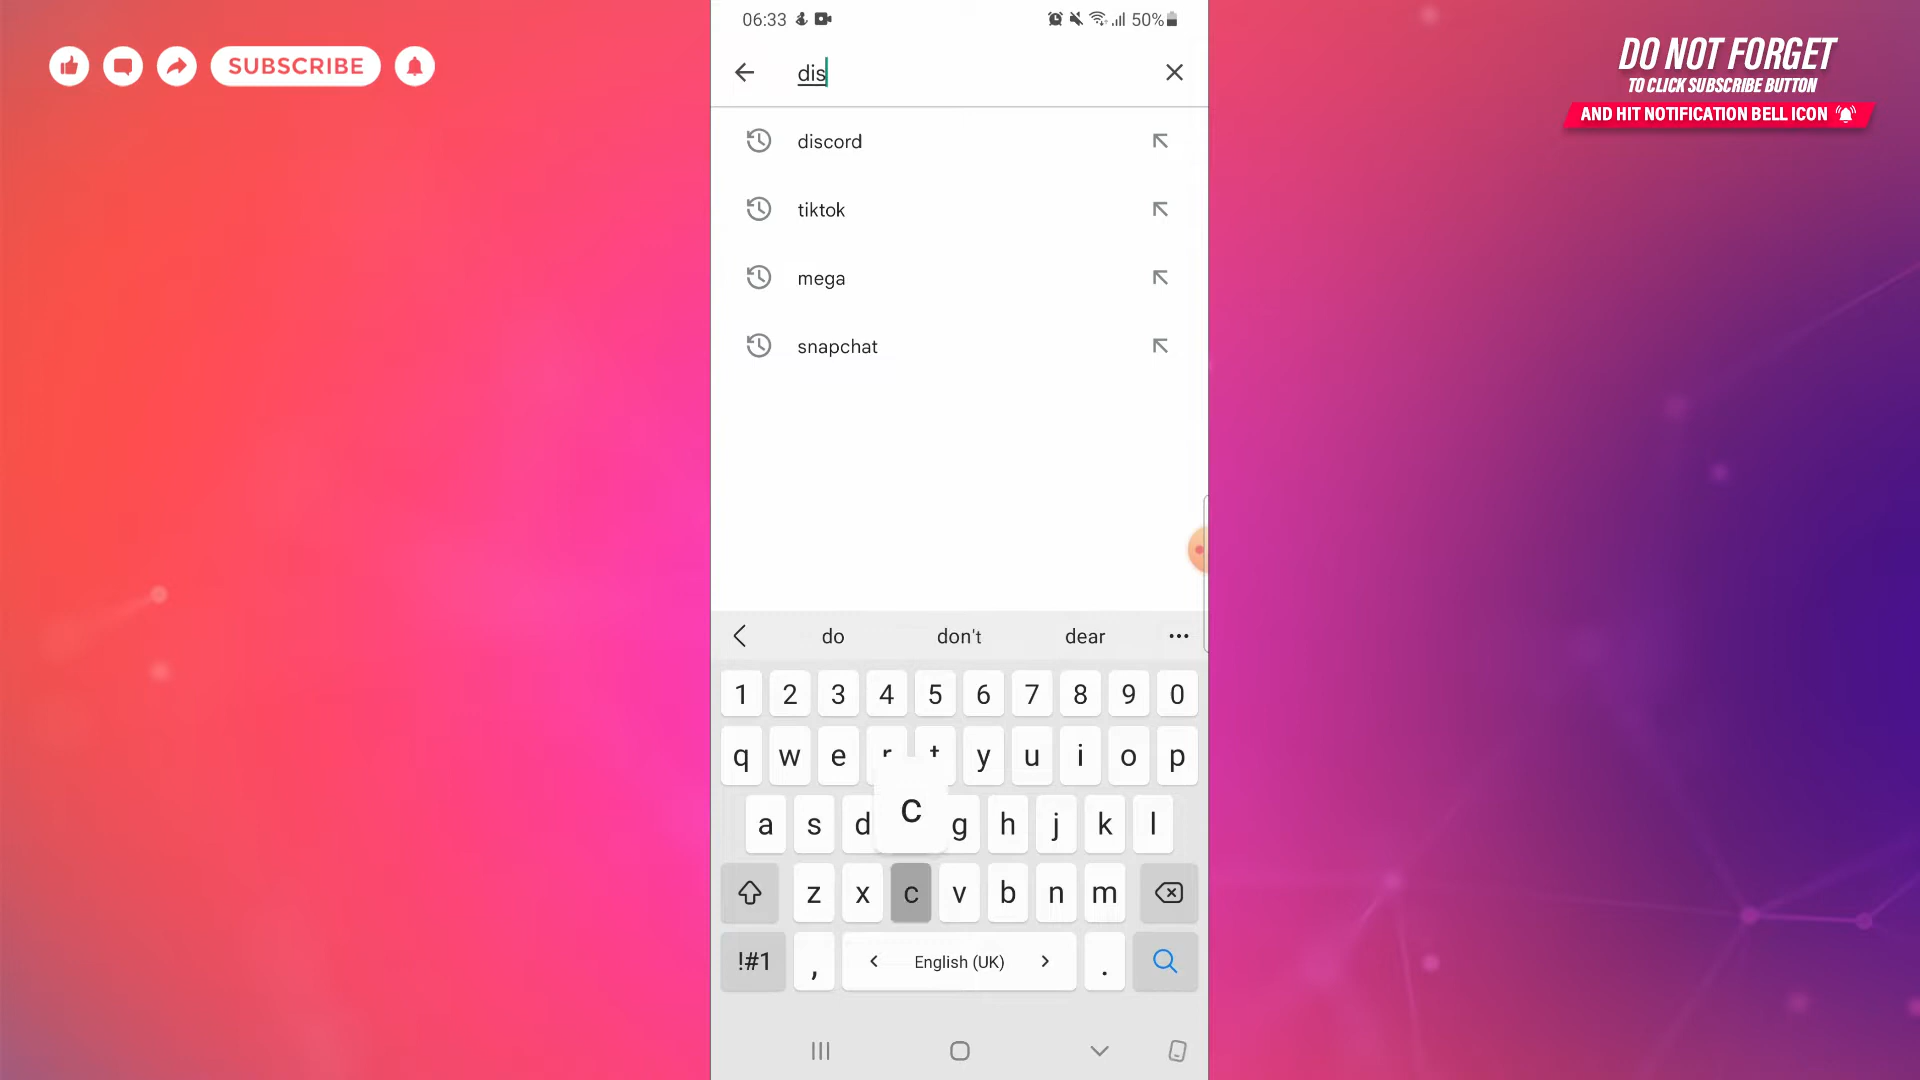 SUBSCRIBE
DO NOT FORGET
TO CLICK SUBSCRIBE BUTTON
AND HIT NOTIFICATION BELL ICON
06:33 50%
dis
discord
tiktok
mega
snapchat
do don't dear
1 2 3 4 5 6 7 8 9 0
q w e r t y u i o p
a s d c g h j k l
z x c v b n m
!#1 , < English (UK) > .